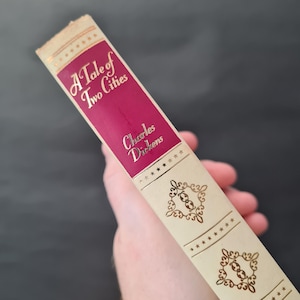 A Tale of
Two Cities
Charles
Dickens